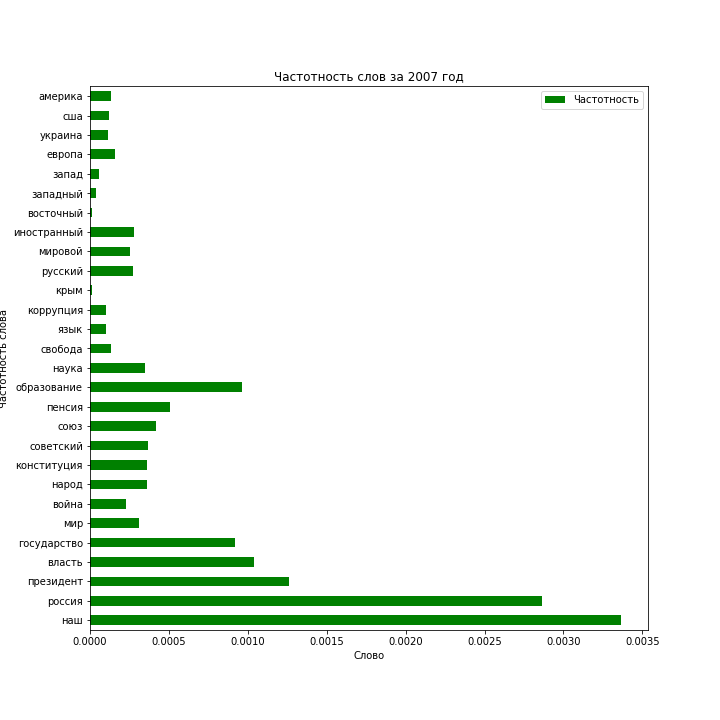 Частотность слов за 2007 год
Частотность
америка
сша
украина
европа
запад
западный
восточный
иностранный
мировой
русский
крым
коррупция
язык
свобода
наука
образование
пенсия
союз
советский
конституция
народ
война
мир
государство
власть
президент
россия
наш
Частотность слова
0.0000 0.0005 0.0010 0.0015 0.0020 0.0025 0.0030 0.0035
Слово